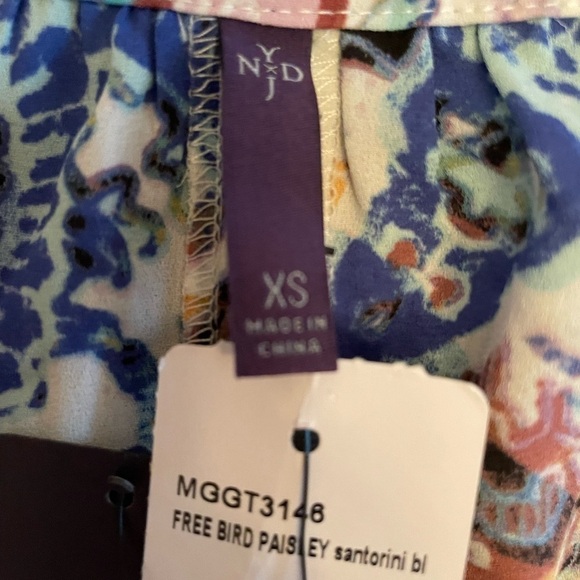 Y
N × D
J
XS
MADE IN
CHINA
MGGT3146
FREE BIRD PAISLEY santorini bl